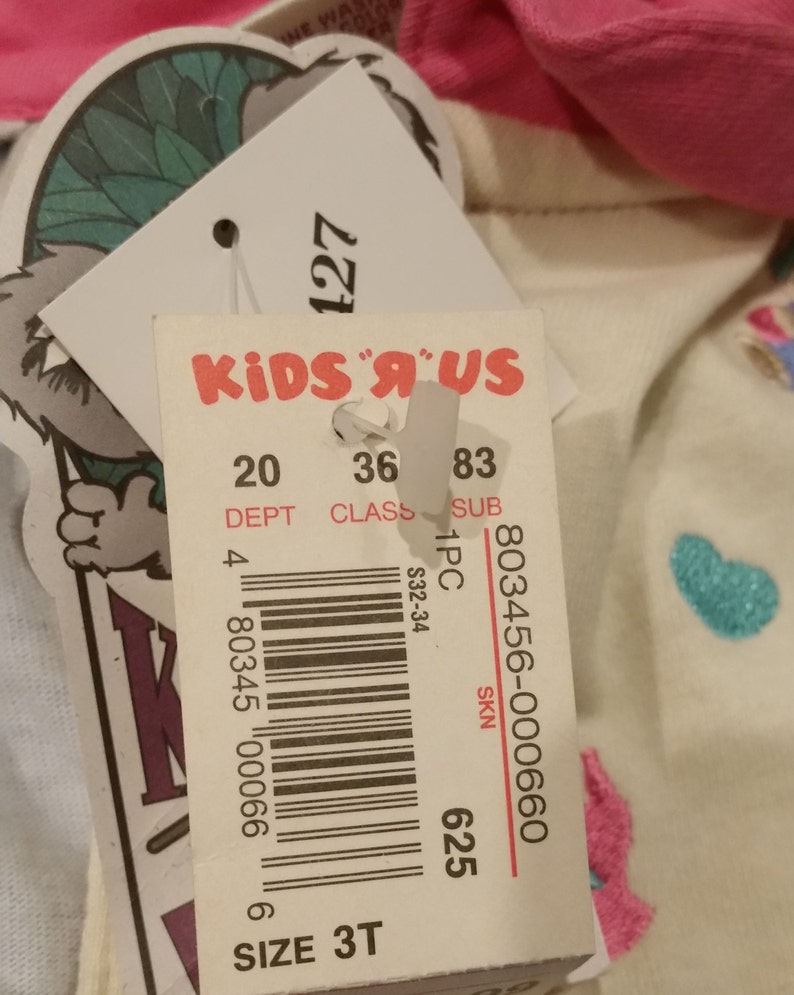 427
KiDS "R" US
20 36 83
DEPT CLASS SUB
1PC
S32-34
803456-000660
SKN
4 80345 00066 6
625
SIZE 3T